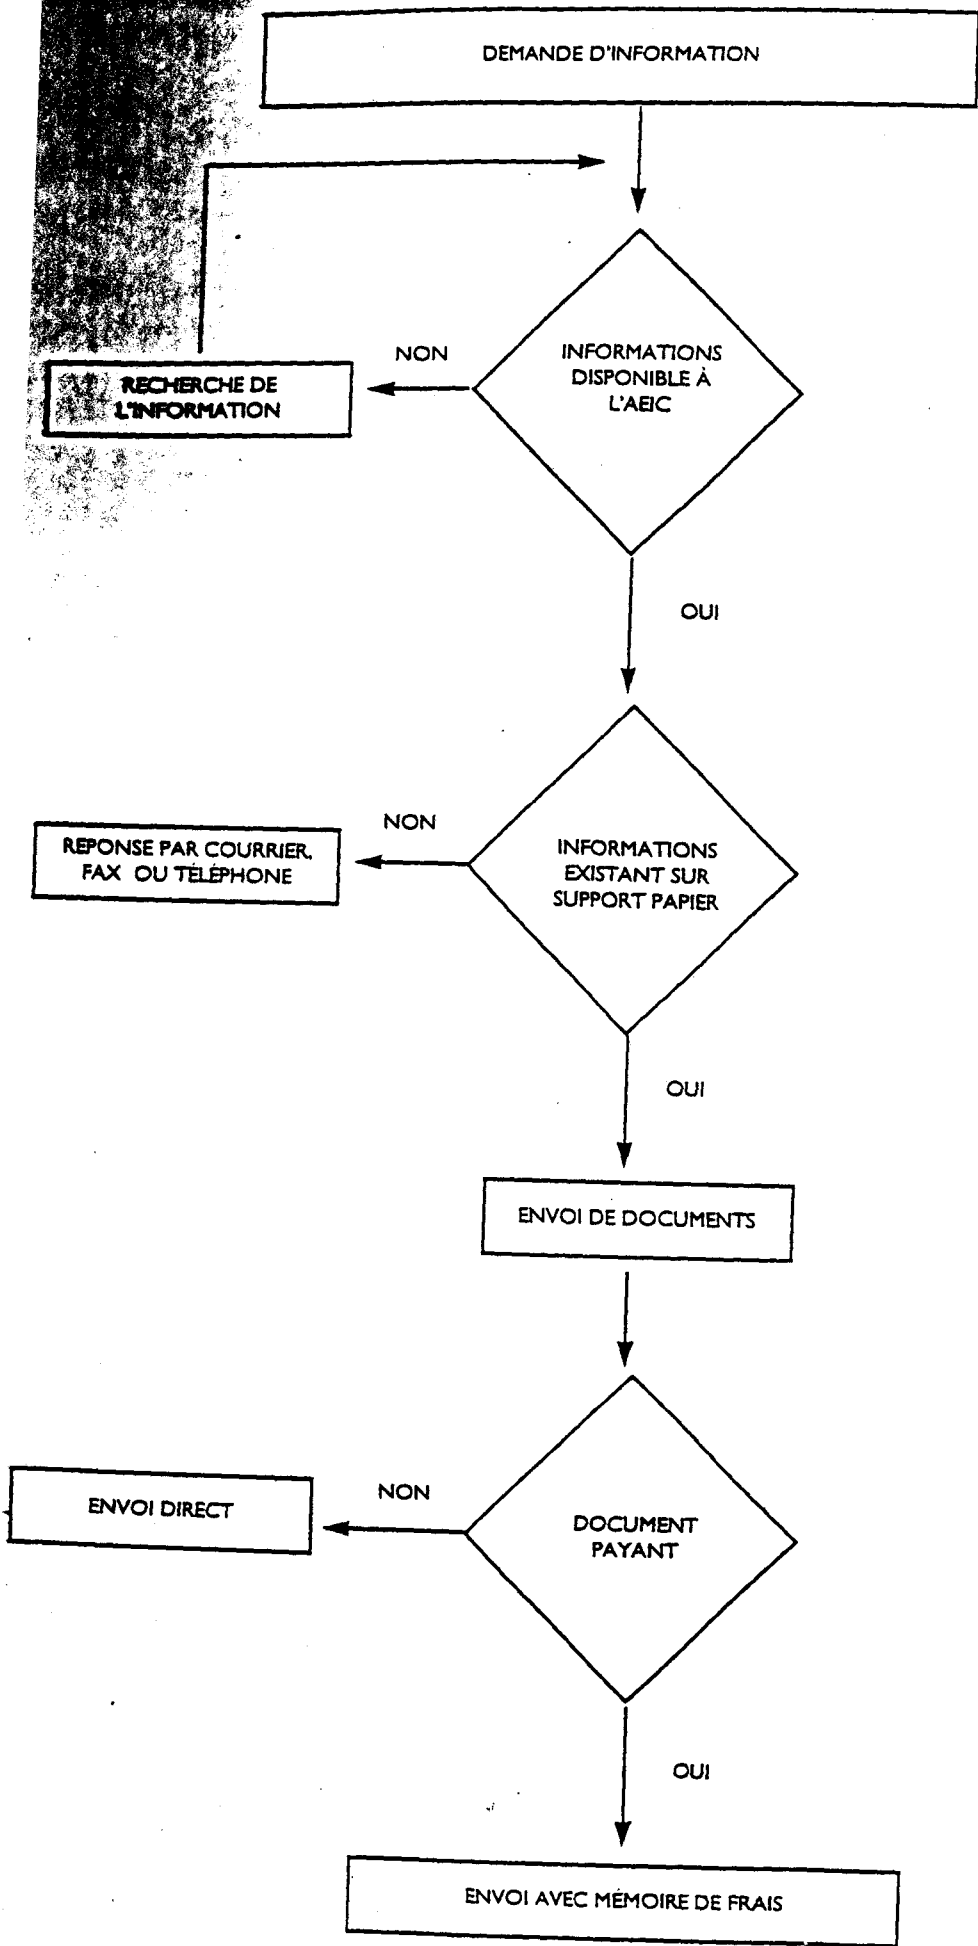 DEMANDE D'INFORMATION
NON
INFORMATIONS
DISPONIBLE À
L'AEIC
RECHERCHE DE
L'INFORMATION
OUI
NON
INFORMATIONS
EXISTANT SUR
SUPPORT PAPIER
REPONSE PAR COURRIER,
FAX OU TÉLÉPHONE
OUI
ENVOI DE DOCUMENTS
NON
ENVOI DIRECT
DOCUMENT
PAYANT
OUI
ENVOI AVEC MÉMOIRE DE FRAIS